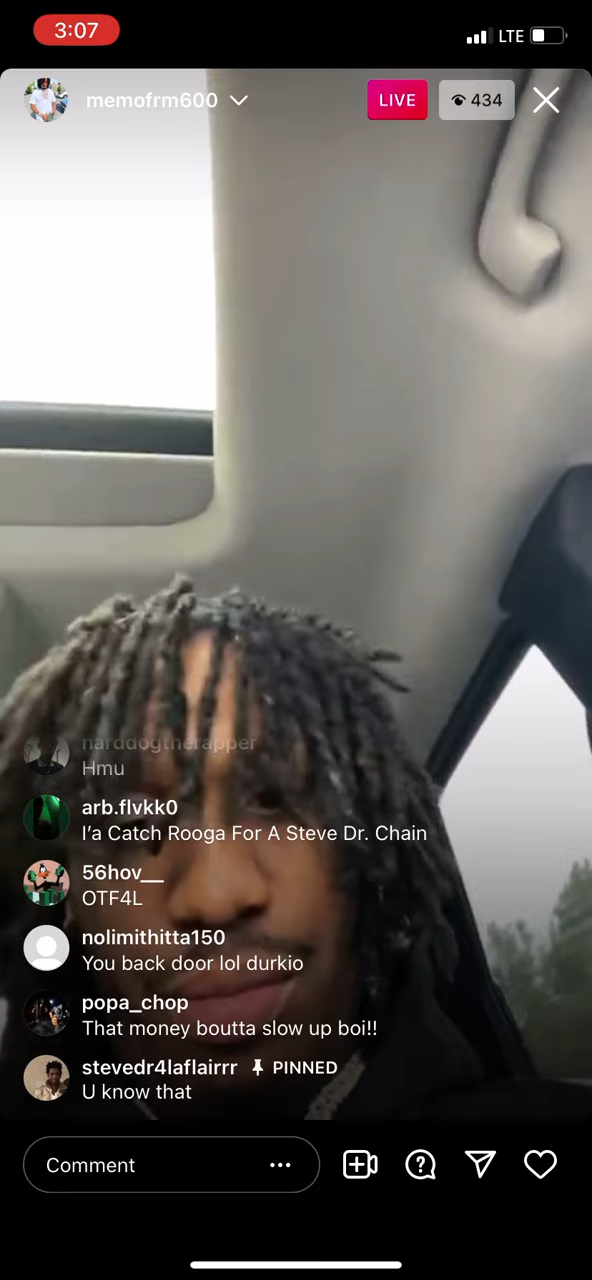 3:07
LTE
memofrm600
LIVE
434
harddogtherapper
Hmu
arb.flvkk0
I'a Catch Rooga For A Steve Dr. Chain
56hov__
OTF4L
nolimithitta150
You back door lol durkio
popa_chop
That money boutta slow up boi!!
stevedr4laflairrr PINNED
U know that
Comment